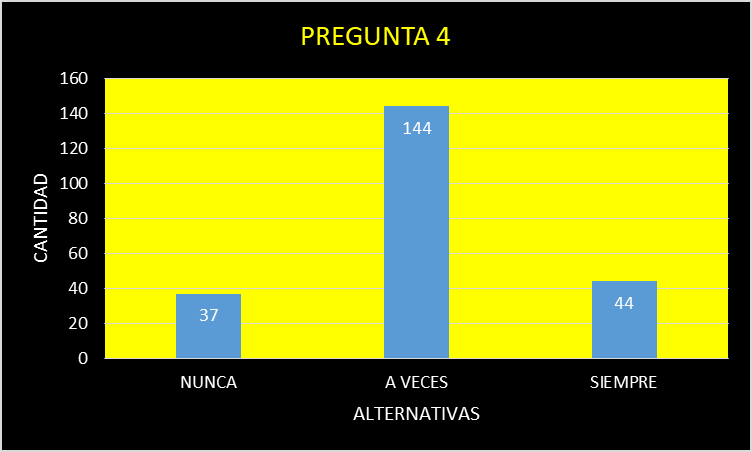 PREGUNTA 4
CANTIDAD
160
140
120
100
80
60
40
20
0
37
144
44
NUNCA
A VECES
SIEMPRE
ALTERNATIVAS